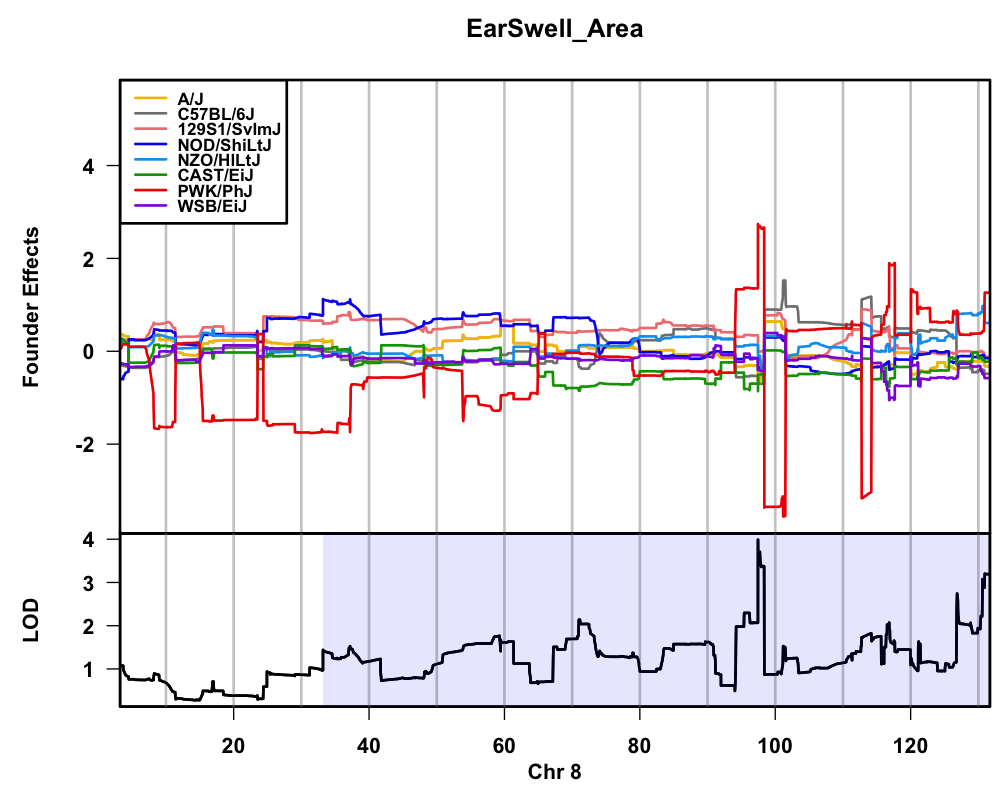 EarSwell_Area
A/J
C57BL/6J
129S1/SvImJ
NOD/ShiLtJ
NZO/HlLtJ
CAST/EiJ
PWK/PhJ
WSB/EiJ
Founder Effects
4
2
0
-2
LOD
4
3
2
1
20 40 60 80 100 120
Chr 8